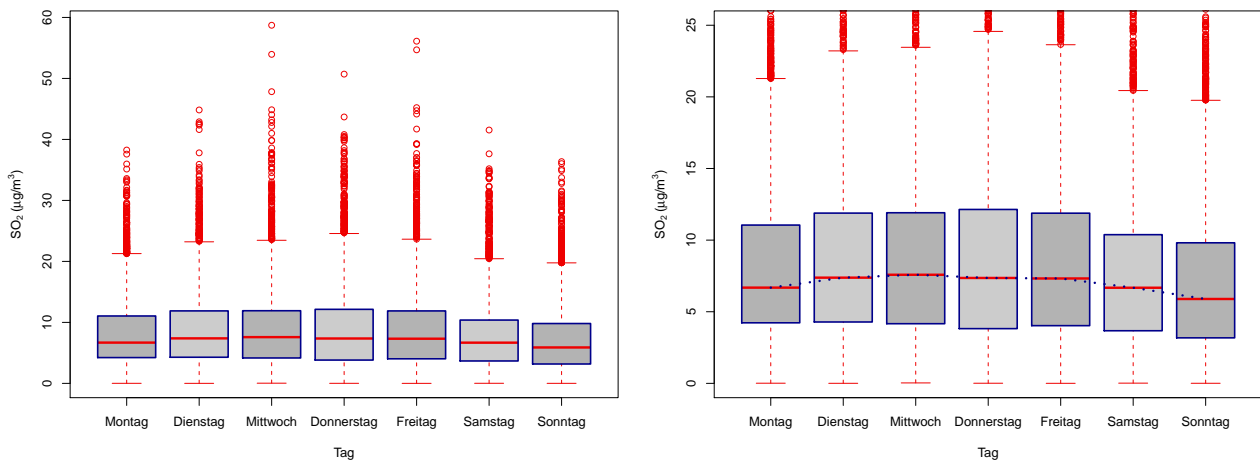 SO₂ (µg/m³)
60
50
40
30
20
10
0
Montag Dienstag Mittwoch Donnerstag Freitag Samstag Sonntag
Tag
SO₂ (µg/m³)
25
20
15
10
5
0
Montag Dienstag Mittwoch Donnerstag Freitag Samstag Sonntag
Tag